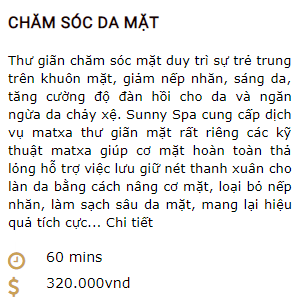 CHĂM SÓC DA MẶT
Thư giãn chăm sóc mặt duy trì sự trẻ trung
trên khuôn mặt, giảm nếp nhăn, sáng da,
tăng cường độ đàn hồi cho da và ngăn
ngừa da chảy xệ. Sunny Spa cung cấp dịch
vụ matxa thư giãn mặt rất riêng các kỹ
thuật matxa giúp cơ mặt hoàn toàn thả
lỏng hỗ trợ việc lưu giữ nét thanh xuân cho
làn da bằng cách nâng cơ mặt, loại bỏ nếp
nhăn, làm sạch sâu da mặt, mang lại hiệu
quả tích cực... Chi tiết
60 mins
$ 320.000vnd